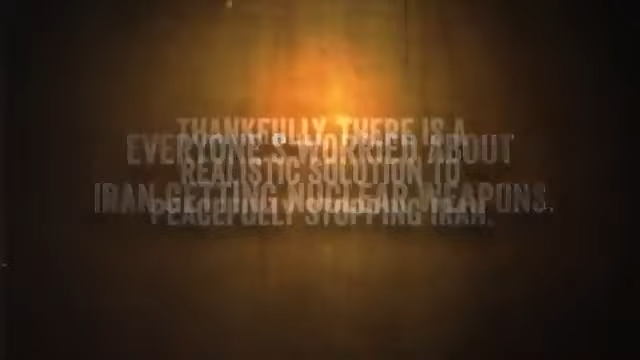 EVERYONE'S WORRIED ABOUT
IRAN GETTING NUCLEAR WEAPONS.
THANKFULLY, THERE IS A
REALISTIC SOLUTION TO
PEACEFULLY STOPPING IRAN.